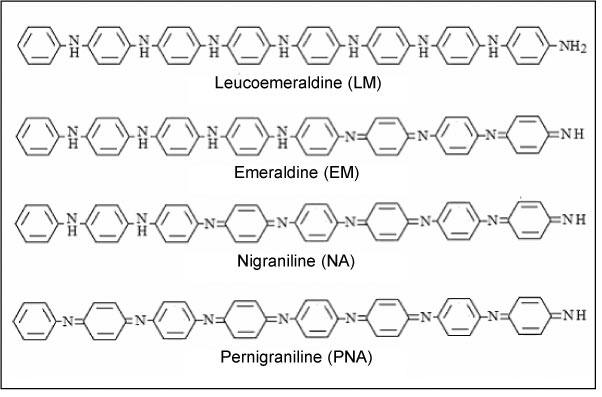 N N N N N N N NH₂
H H H H H H H
Leucoemeraldine (LM)
N N N N N N N NH
H H H H
Emeraldine (EM)
N N N N N N N NH
H H
Nigraniline (NA)
N N N N N N N NH
Pernigraniline (PNA)